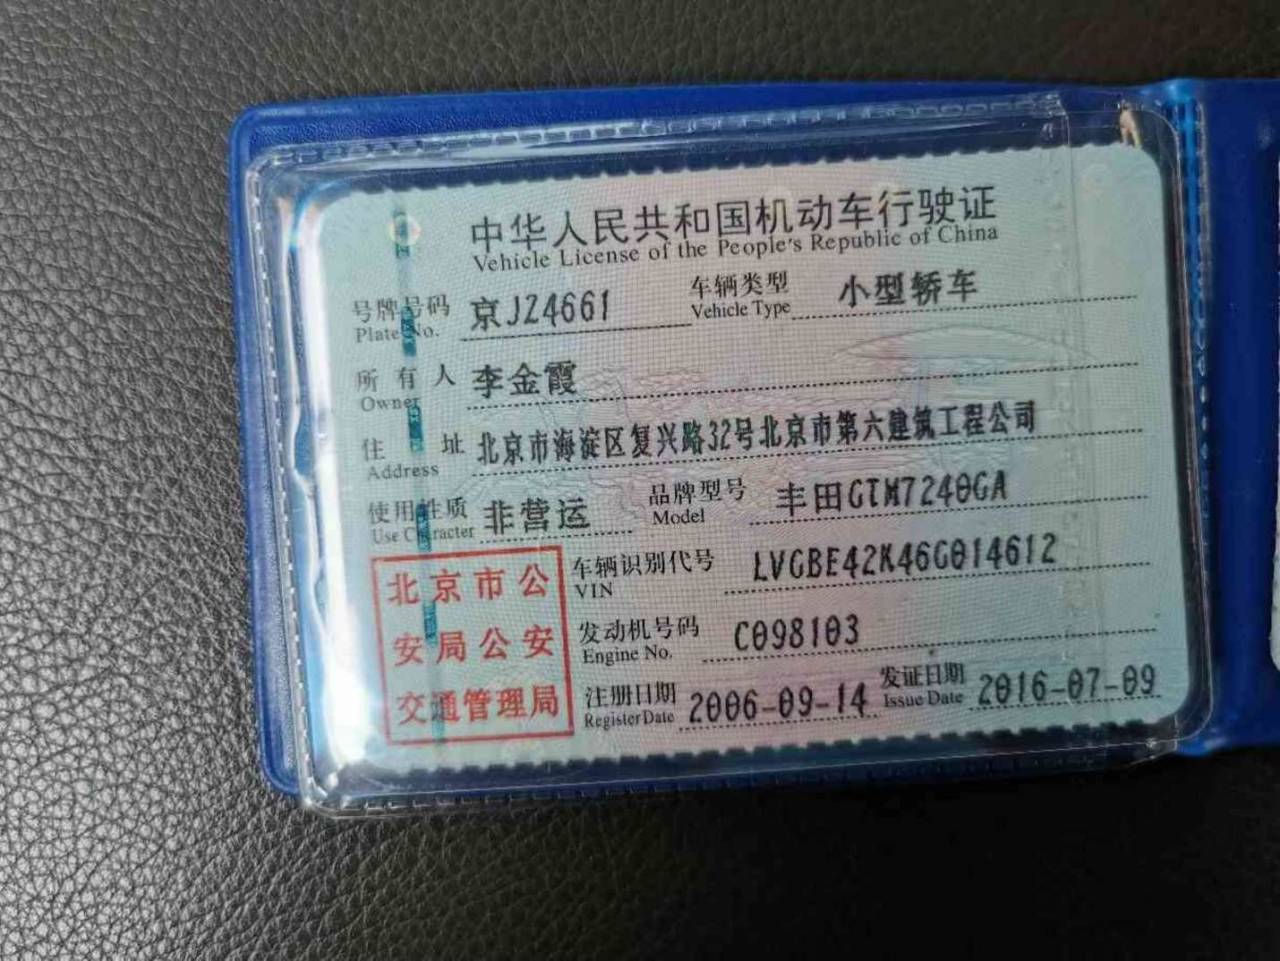 中华人民共和国机动车行驶证
Vehicle License of the People's Republic of China
号牌号码 京JZ4661 车辆类型 小型轿车
Plate No. Vehicle Type
所有人 李金霞
Owner
住址 北京市海淀区复兴路32号北京市第六建筑工程公司
Address
使用性质 非营运 品牌型号 丰田GTM7240GA
Use Character Model
车辆识别代号 LVGBE42K46G014612
VIN
发动机号码 C098103
Engine No.
注册日期 2006-09-14 发证日期 2016-07-09
Register Date Issue Date
北京市公
安局公安
交通管理局